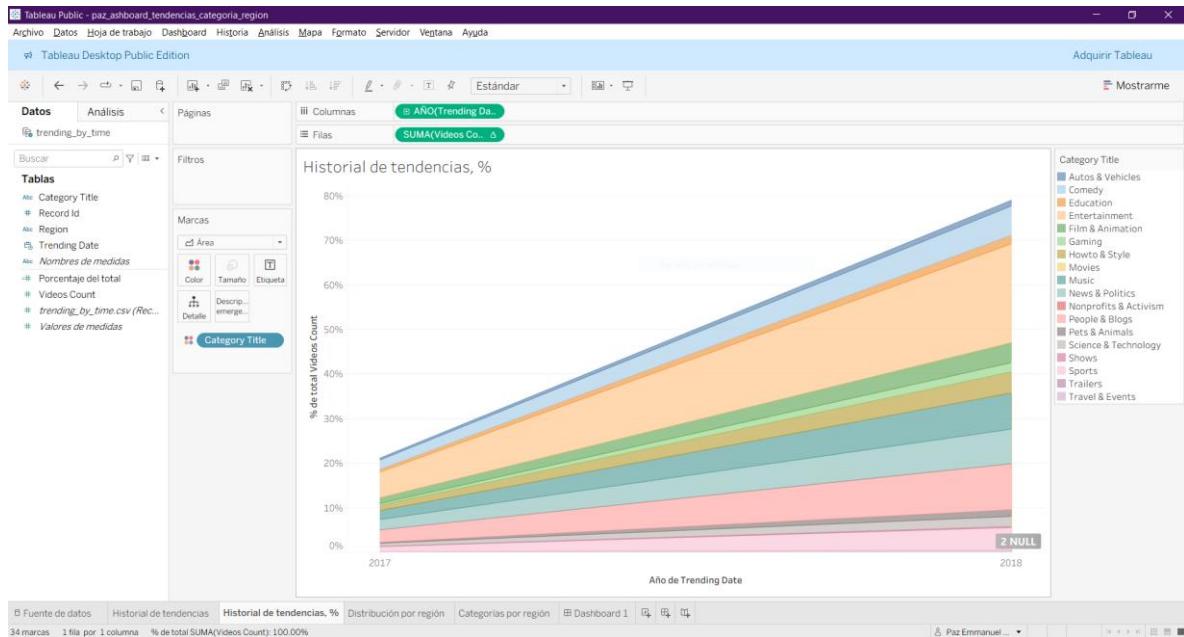 Tableau Public - paz_ashboard_tendencias_categoria_region
Archivo Datos Hoja de trabajo Dashboard Historia Análisis Mapa Formato Servidor Ventana Ayuda
Tableau Desktop Public Edition
Adquirir Tableau
Estándar
Mostrarme
Datos Análisis
trending_by_time
Buscar
Tablas
Abc Category Title
# Record Id
Abc Region
Trending Date
Abc Nombres de medidas
=# Porcentaje del total
# Videos Count
# trending_by_time.csv (Rec...
# Valores de medidas
Páginas
Filtros
Marcas
Área
Color Tamaño Etiqueta
Detalle Descrip... emerge...
Category Title
Columnas AÑO(Trending Da..
Filas SUMA(Videos Co.. Δ
Historial de tendencias, %
% de total Videos Count
80%
70%
60%
50%
40%
30%
20%
10%
0%
2 NULL
2017 2018
Año de Trending Date
Category Title
Autos & Vehicles
Comedy
Education
Entertainment
Film & Animation
Gaming
Howto & Style
Movies
Music
News & Politics
Nonprofits & Activism
People & Blogs
Pets & Animals
Science & Technology
Shows
Sports
Trailers
Travel & Events
Fuente de datos Historial de tendencias Historial de tendencias, % Distribución por región Categorías por región Dashboard 1
34 marcas 1 fila por 1 columna % de total SUMA(Videos Count): 100.00%
Paz Emmanuel ...